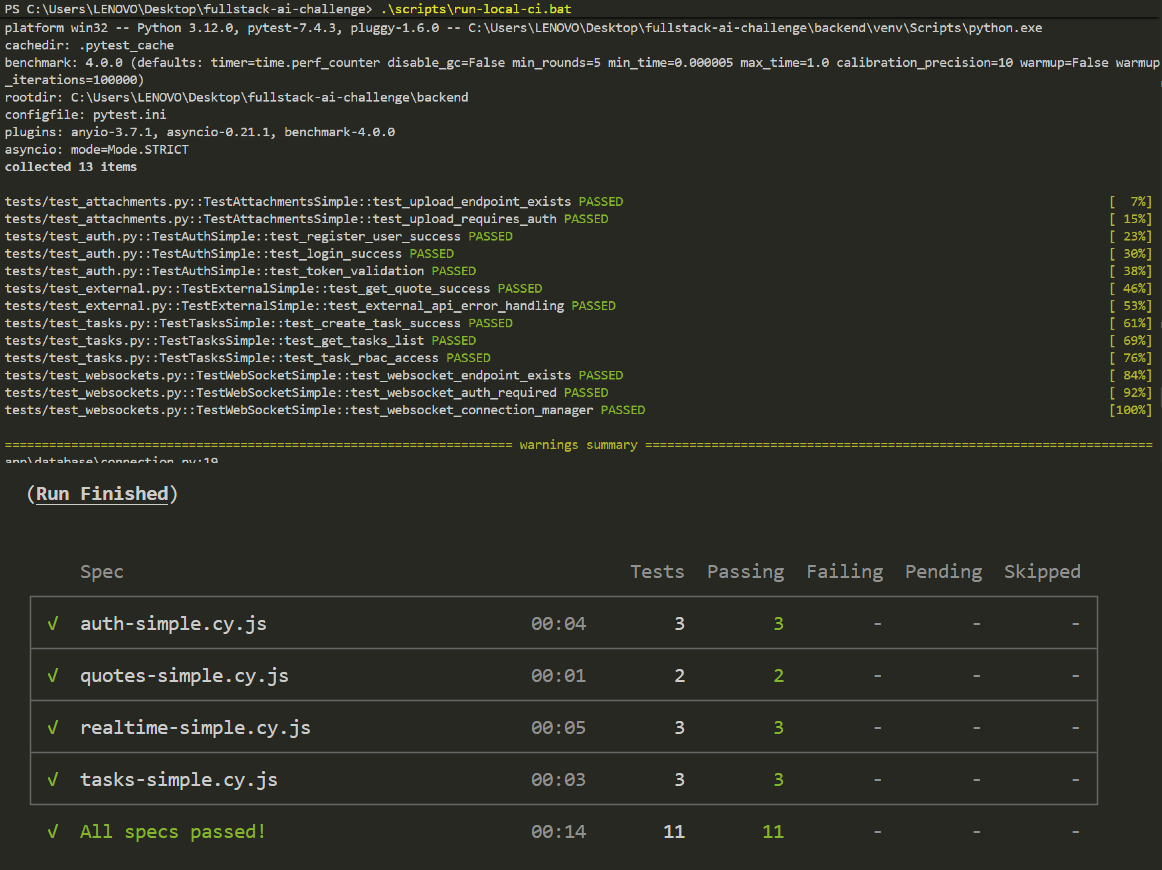 PS C:\Users\LENOVO\Desktop\fullstack-ai-challenge> .\scripts\run-local-ci.bat
platform win32 -- Python 3.12.0, pytest-7.4.3, pluggy-1.6.0 -- C:\Users\LENOVO\Desktop\fullstack-ai-challenge\backend\venv\Scripts\python.exe
cachedir: .pytest_cache
benchmark: 4.0.0 (defaults: timer=time.perf_counter disable_gc=False min_rounds=5 min_time=0.000005 max_time=1.0 calibration_precision=10 warmup=False warmup
_iterations=100000)
rootdir: C:\Users\LENOVO\Desktop\fullstack-ai-challenge\backend
configfile: pytest.ini
plugins: anyio-3.7.1, asyncio-0.21.1, benchmark-4.0.0
asyncio: mode=Mode.STRICT
collected 13 items
tests/test_attachments.py::TestAttachmentsSimple::test_upload_endpoint_exists PASSED [  7%]
tests/test_attachments.py::TestAttachmentsSimple::test_upload_requires_auth PASSED [ 15%]
tests/test_auth.py::TestAuthSimple::test_register_user_success PASSED [ 23%]
tests/test_auth.py::TestAuthSimple::test_login_success PASSED [ 30%]
tests/test_auth.py::TestAuthSimple::test_token_validation PASSED [ 38%]
tests/test_external.py::TestExternalSimple::test_get_quote_success PASSED [ 46%]
tests/test_external.py::TestExternalSimple::test_external_api_error_handling PASSED [ 53%]
tests/test_tasks.py::TestTasksSimple::test_create_task_success PASSED [ 61%]
tests/test_tasks.py::TestTasksSimple::test_get_tasks_list PASSED [ 69%]
tests/test_tasks.py::TestTasksSimple::test_task_rbac_access PASSED [ 76%]
tests/test_websockets.py::TestWebSocketSimple::test_websocket_endpoint_exists PASSED [ 84%]
tests/test_websockets.py::TestWebSocketSimple::test_websocket_auth_required PASSED [ 92%]
tests/test_websockets.py::TestWebSocketSimple::test_websocket_connection_manager PASSED [100%]
===================================================================== warnings summary =====================================================================
app\database\connection.py:19
(Run Finished)
Spec Tests Passing Failing Pending Skipped
√ auth-simple.cy.js 00:04 3 3 - - -
√ quotes-simple.cy.js 00:01 2 2 - - -
√ realtime-simple.cy.js 00:05 3 3 - - -
√ tasks-simple.cy.js 00:03 3 3 - - -
√ All specs passed! 00:14 11 11 - - -